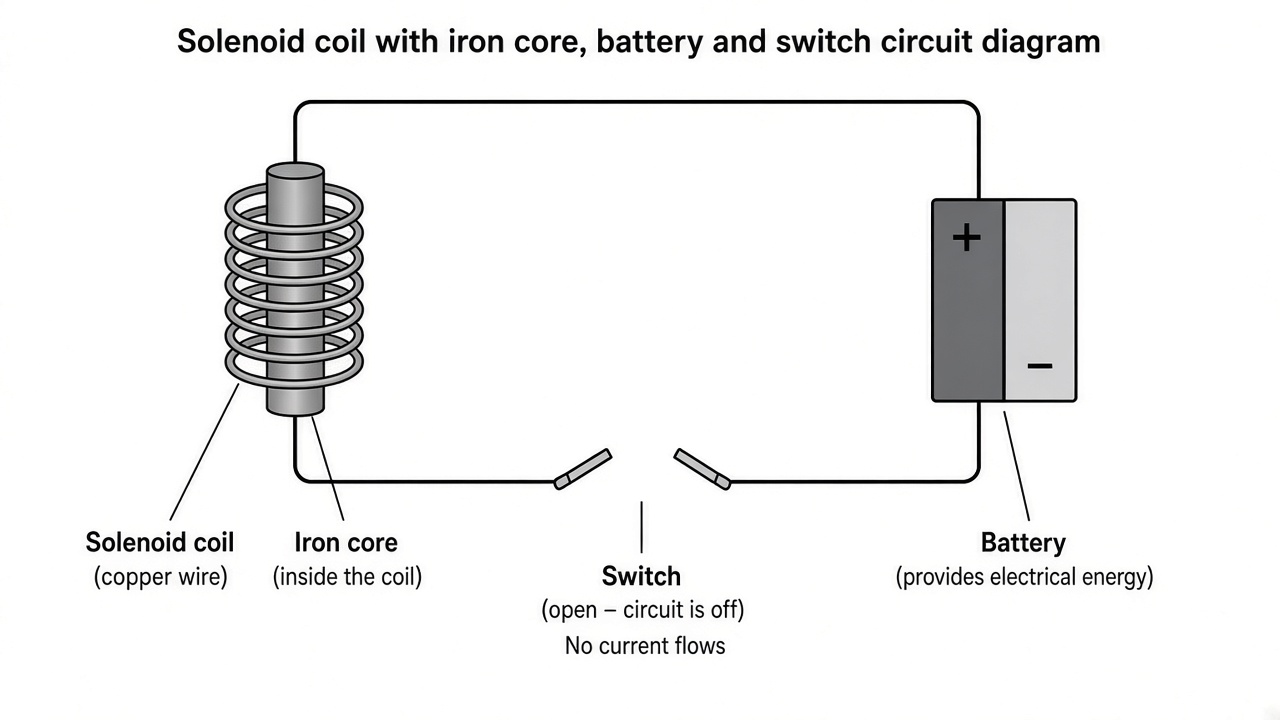 Solenoid coil with iron core, battery and switch circuit diagram
+
–
Solenoid coil
(copper wire)
Iron core
(inside the coil)
Switch
(open – circuit is off)
No current flows
Battery
(provides electrical energy)